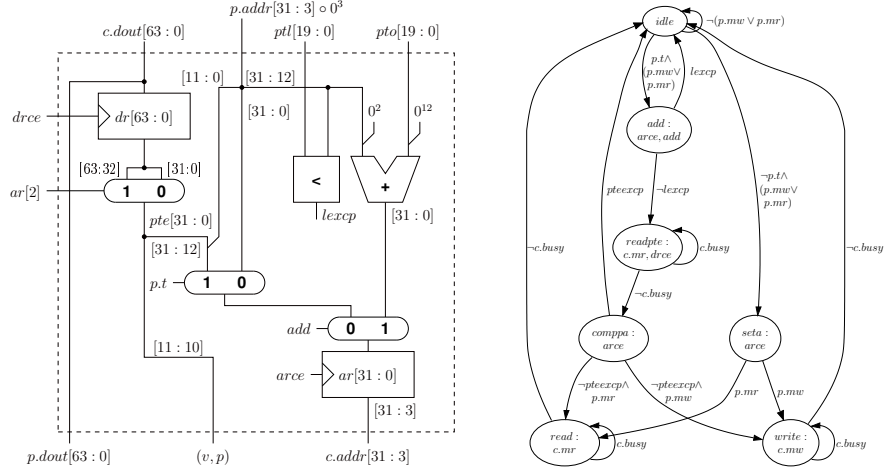 p.addr[31 : 3] ∘ 0³
c.dout[63 : 0]
ptl[19 : 0]
pto[19 : 0]
[11 : 0]
[31 : 12]
[31 : 0]
0²
0¹²
drce
dr[63 : 0]
[63:32]
[31:0]
ar[2]
1 0
<
+
lexcp
[31 : 0]
pte[31 : 0]
[31 : 12]
p.t
1 0
add
0 1
[11 : 10]
arce
ar[31 : 0]
[31 : 3]
p.dout[63 : 0]
(v, p)
c.addr[31 : 3]
idle
¬(p.mw ∨ p.mr)
p.t∧
(p.mw∨
p.mr)
lexcp
add :
arce, add
pteexcp
¬lexcp
¬p.t∧
(p.mw∨
p.mr)
¬c.busy
readpte :
c.mr, drce
c.busy
¬c.busy
¬c.busy
comppa :
arce
seta :
arce
¬pteexcp∧
p.mr
¬pteexcp∧
p.mw
p.mr
p.mw
read :
c.mr
c.busy
write :
c.mw
c.busy